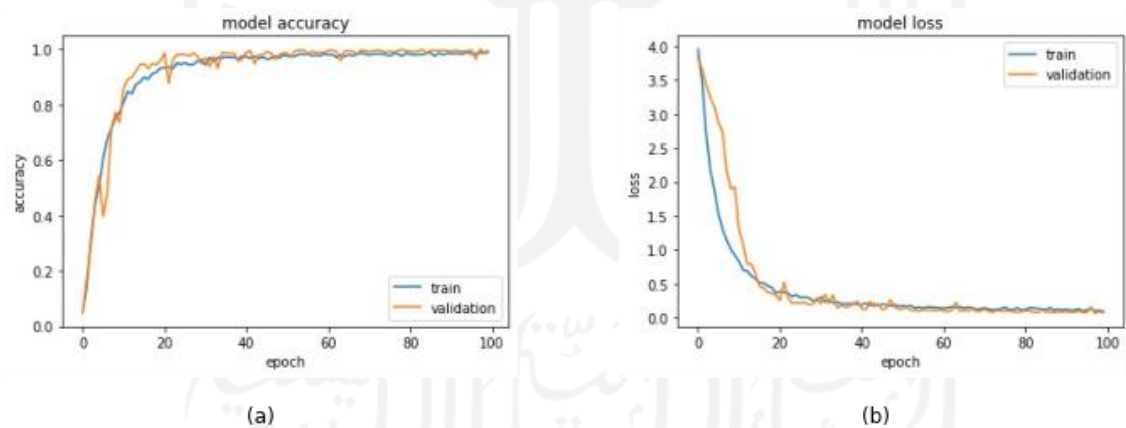 model accuracy
1.0
0.8
0.6
0.4
0.2
0.0
accuracy
0 20 40 60 80 100
epoch
train
validation
(a)
model loss
4.0
3.5
3.0
2.5
2.0
1.5
1.0
0.5
0.0
loss
0 20 40 60 80 100
epoch
train
validation
(b)